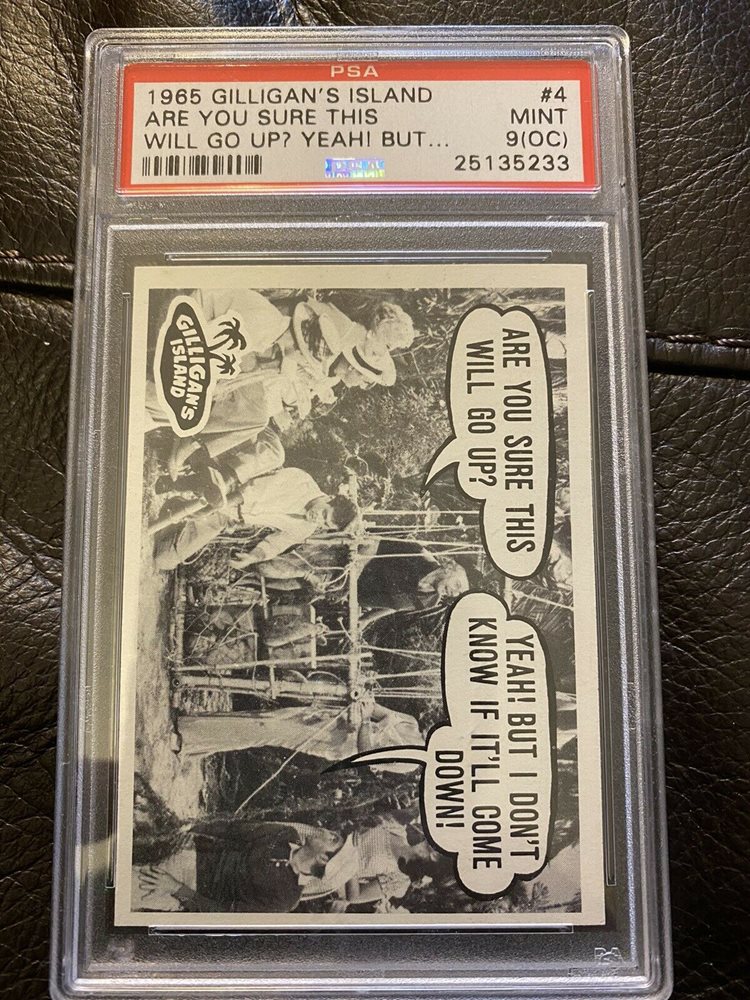 PSA
1965 GILLIGAN'S ISLAND #4
ARE YOU SURE THIS MINT
WILL GO UP? YEAH! BUT... 9(OC)
25135233
ARE YOU SURE THIS
WILL GO UP?
YEAH! BUT I DON'T
KNOW IF IT'LL COME
DOWN!
GILLIGAN'S
ISLAND